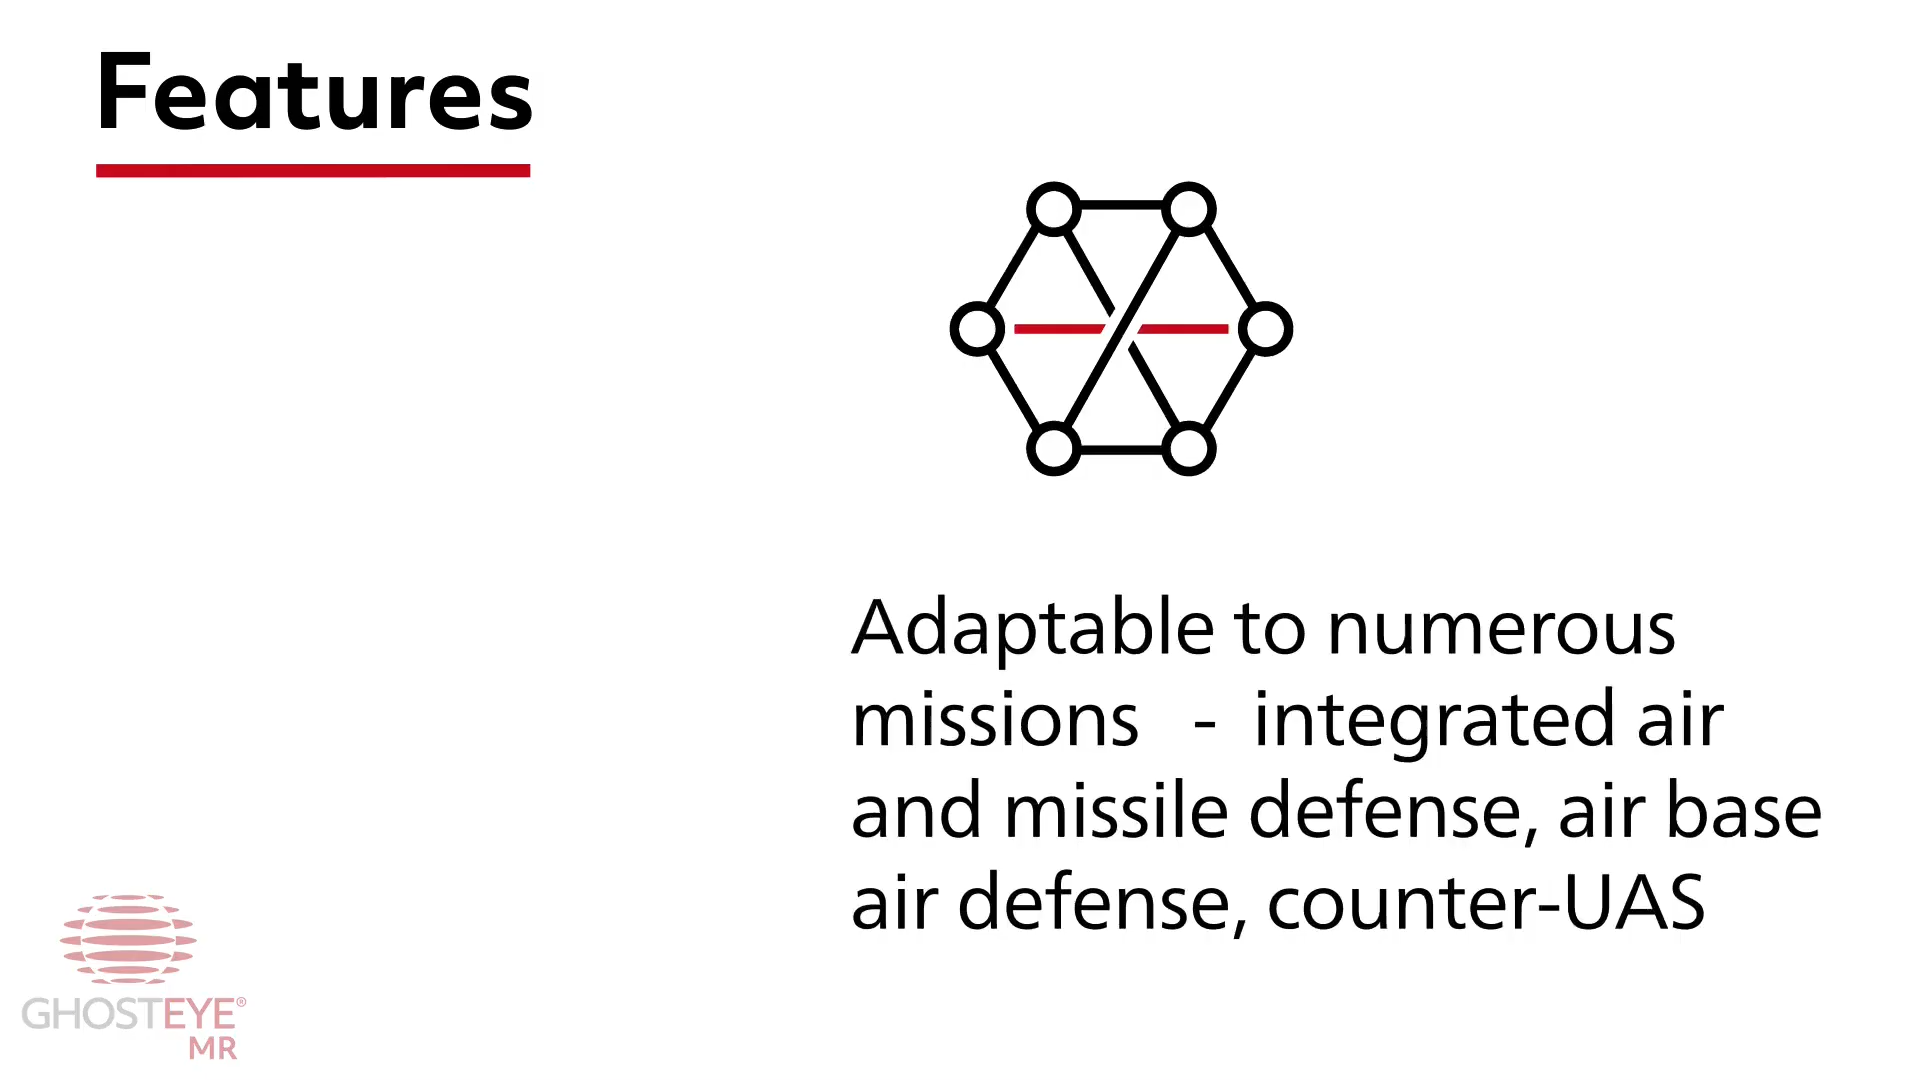 Features
Adaptable to numerous
missions - integrated air
and missile defense, air base
air defense, counter-UAS
GHOSTEYE®
MR